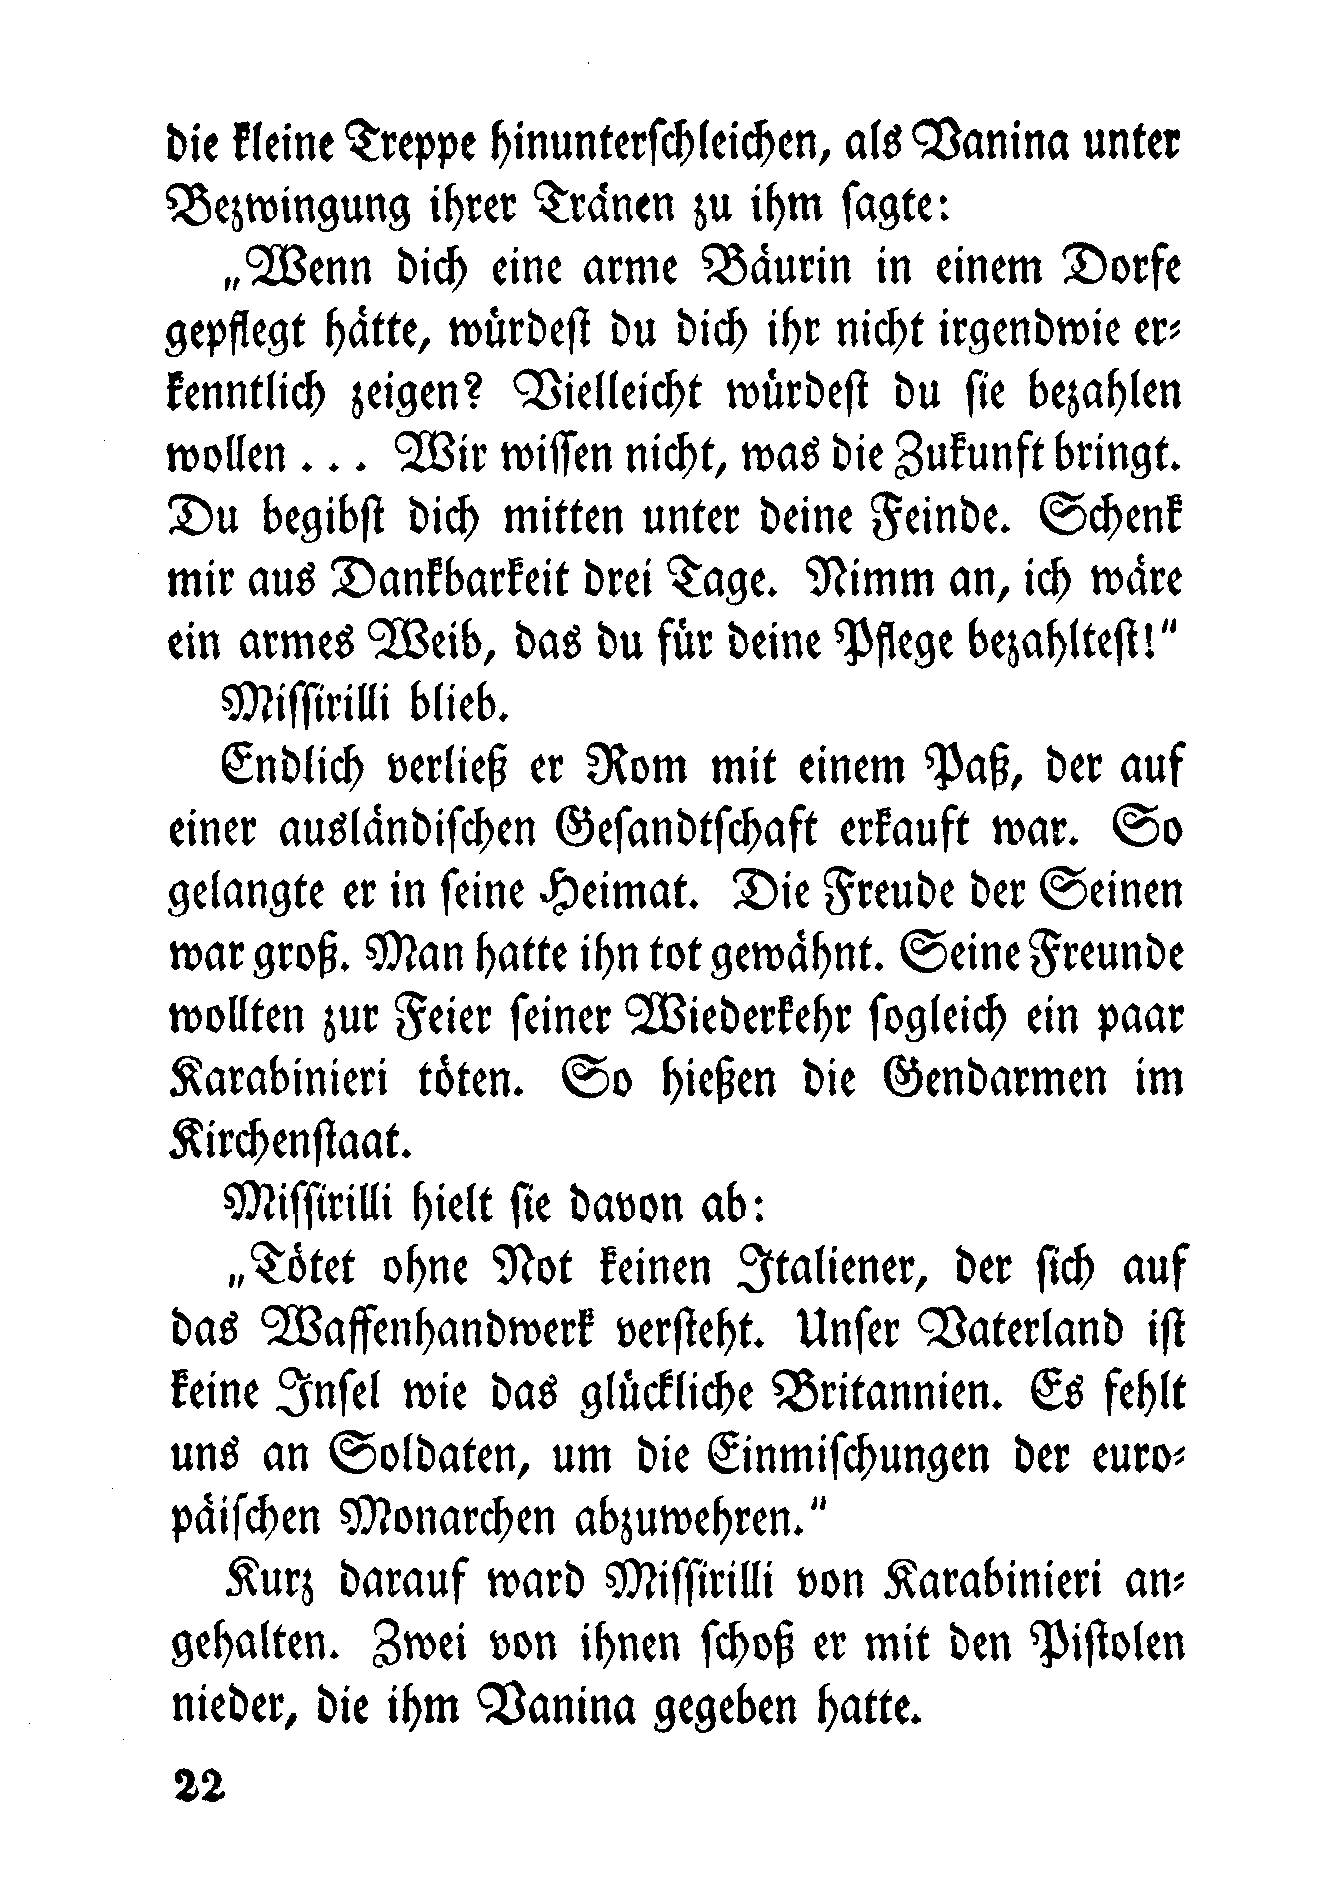 die kleine Treppe hinunterſchleichen, als Vanina unter
Bezwingung ihrer Tränen zu ihm ſagte:
„Wenn dich eine arme Bäurin in einem Dorfe
gepflegt hätte, würdeſt du dich ihr nicht irgendwie er⸗
kenntlich zeigen? Vielleicht würdeſt du ſie bezahlen
wollen . . . Wir wiſſen nicht, was die Zukunft bringt.
Du begibſt dich mitten unter deine Feinde. Schenk
mir aus Dankbarkeit drei Tage. Nimm an, ich wäre
ein armes Weib, das du für deine Pflege bezahlteſt!“
Miſſirilli blieb.
Endlich verließ er Rom mit einem Paß, der auf
einer ausländiſchen Geſandtſchaft erkauft war. So
gelangte er in ſeine Heimat. Die Freude der Seinen
war groß. Man hatte ihn tot gewähnt. Seine Freunde
wollten zur Feier ſeiner Wiederkehr ſogleich ein paar
Karabinieri töten. So hießen die Gendarmen im
Kirchenſtaat.
Miſſirilli hielt ſie davon ab:
„Tötet ohne Not keinen Italiener, der ſich auf
das Waffenhandwerk verſteht. Unſer Vaterland iſt
keine Inſel wie das glückliche Britannien. Es fehlt
uns an Soldaten, um die Einmiſchungen der euro⸗
päiſchen Monarchen abzuwehren.“
Kurz darauf ward Miſſirilli von Karabinieri an⸗
gehalten. Zwei von ihnen ſchoß er mit den Piſtolen
nieder, die ihm Vanina gegeben hatte.
22